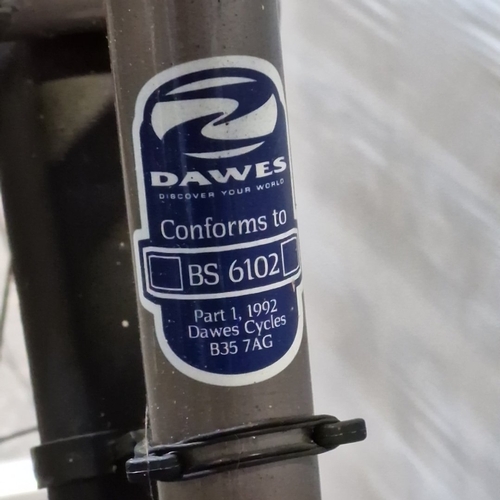 DAWES
DISCOVER YOUR WORLD
Conforms to
BS 6102
Part 1, 1992
Dawes Cycles
B35 7AG